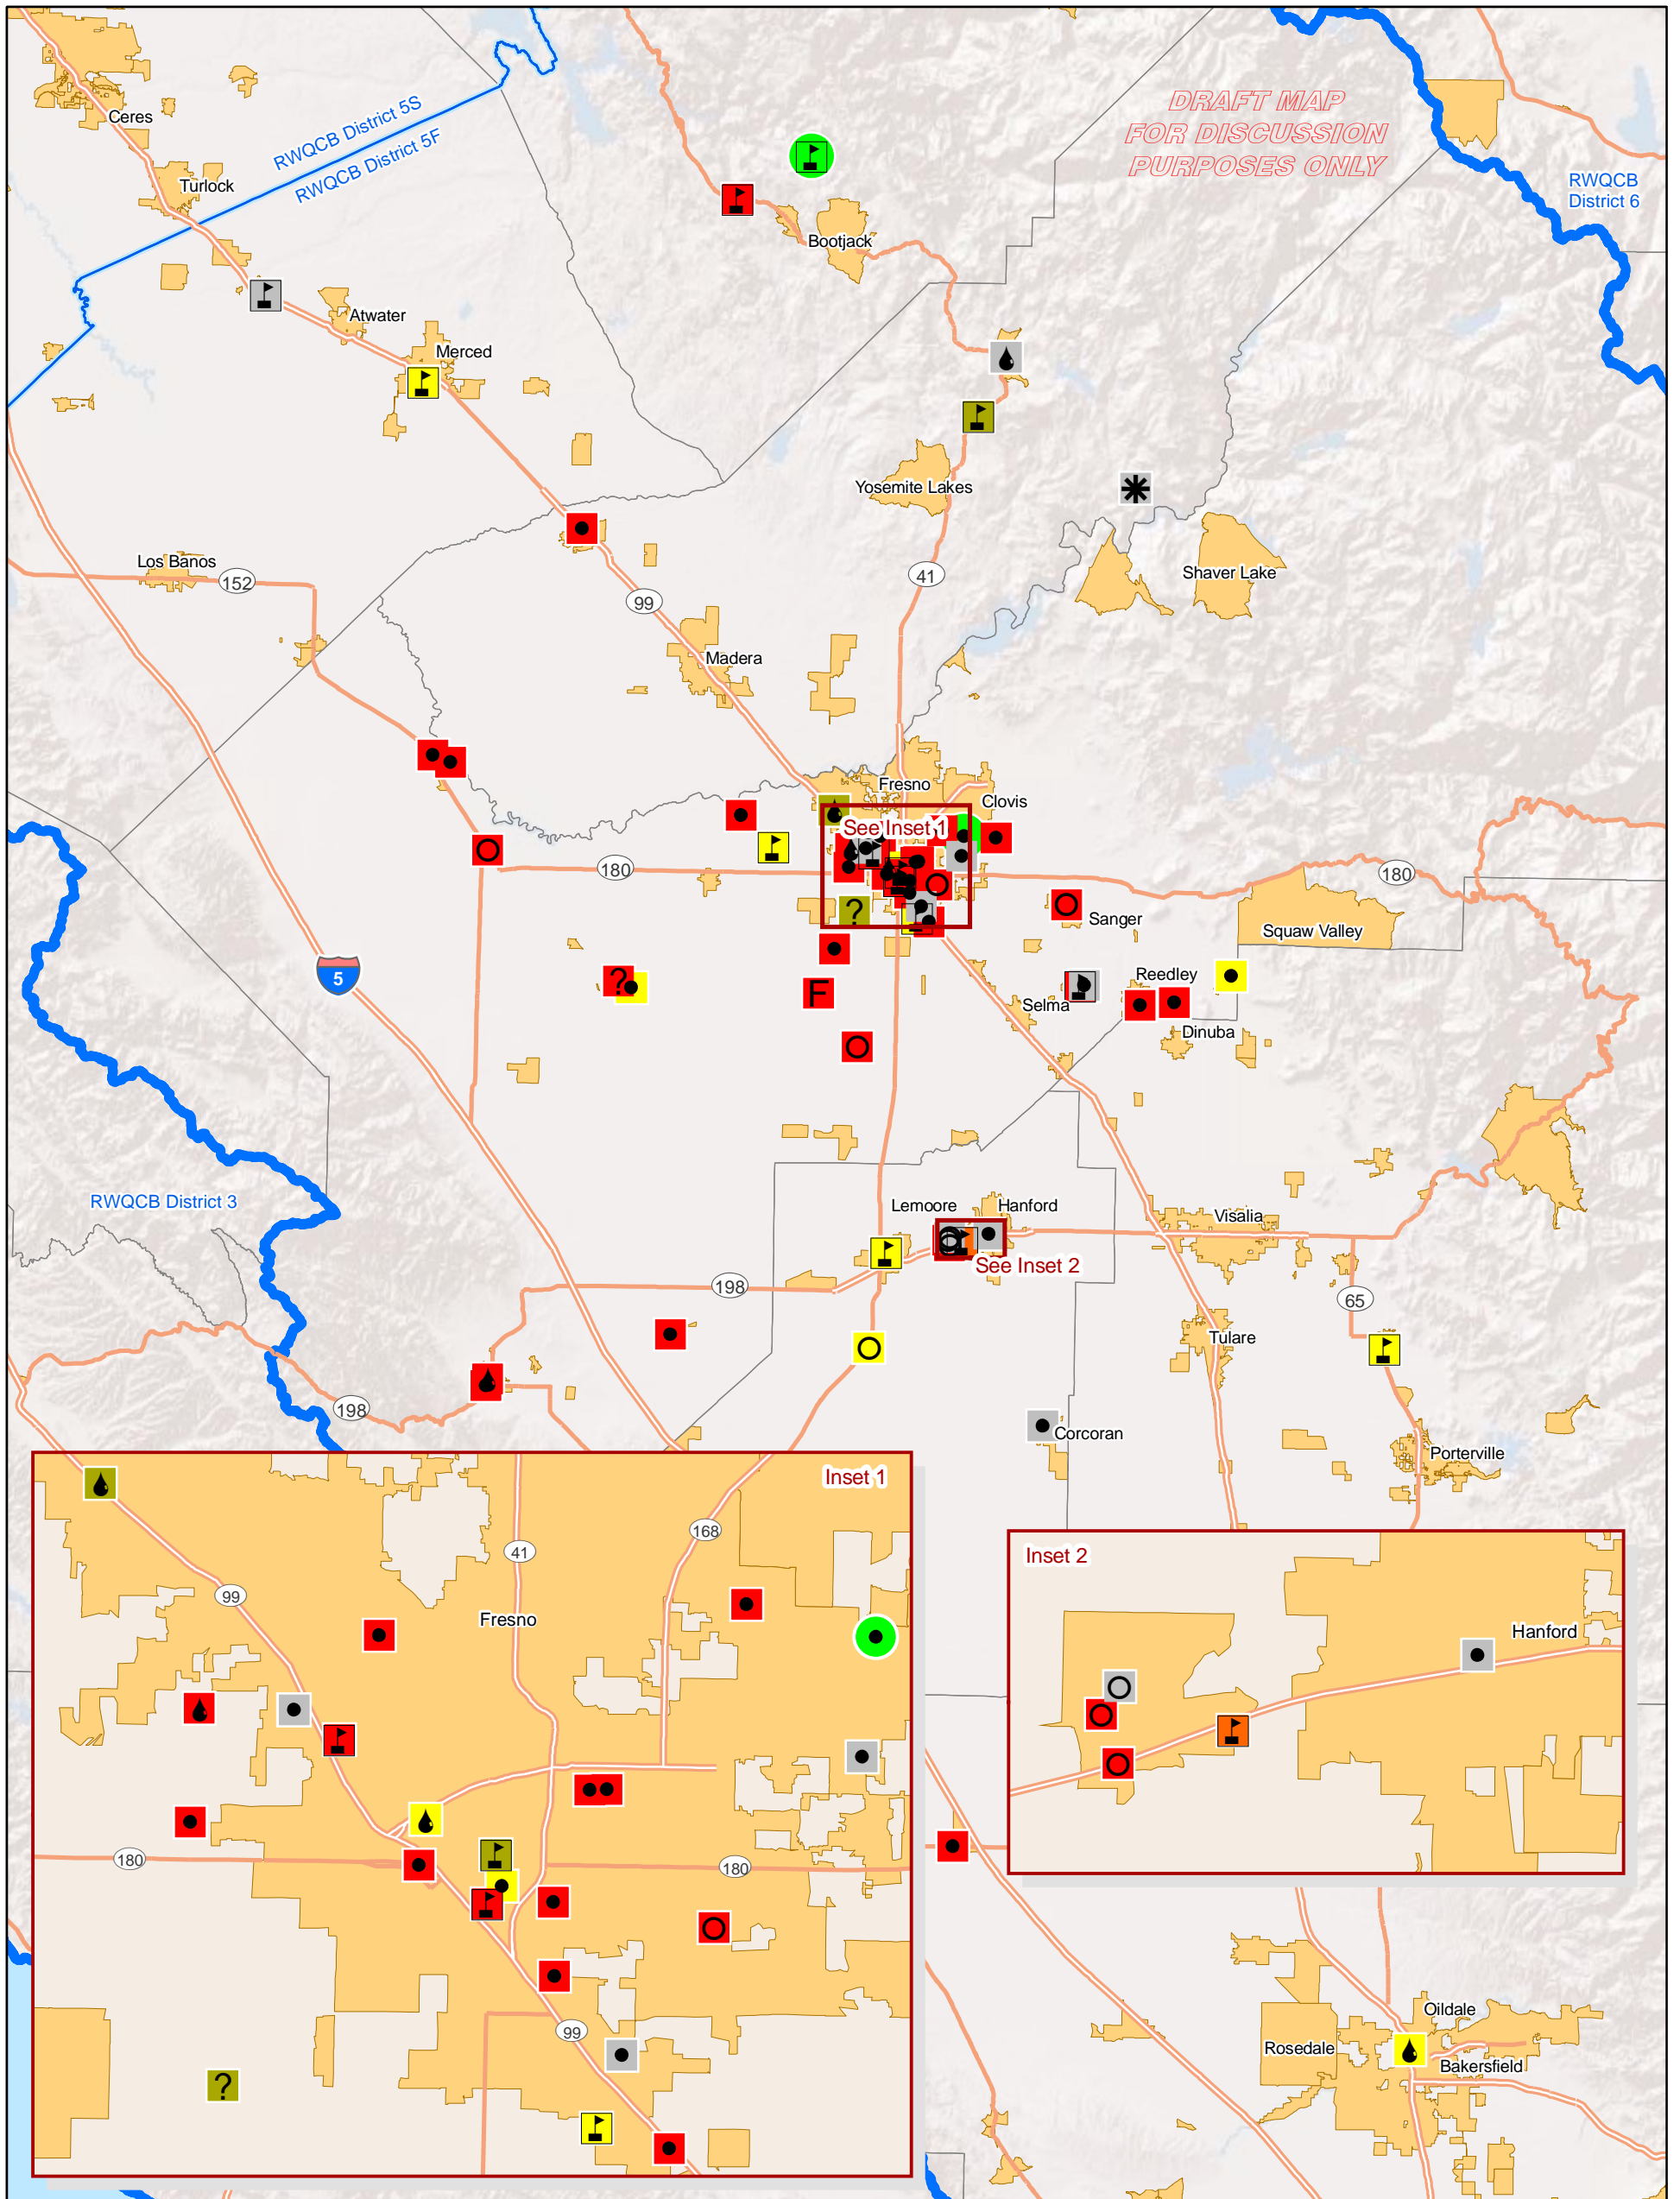 Ceres
RWQCB District 5S
RWQCB District 5F
DRAFT MAP
FOR DISCUSSION
PURPOSES ONLY
Turlock
RWQCB
District 6
Bootjack
Atwater
Merced
Yosemite Lakes
Los Banos
152
41
Shaver Lake
99
Madera
Fresno
Clovis
See Inset 1
180
180
?
Sanger
Squaw Valley
5
?
F
Reedley
Selma
Dinuba
RWQCB District 3
Lemoore
Hanford
Visalia
See Inset 2
198
65
Tulare
198
Corcoran
Porterville
Inset 1
168
41
99
Fresno
180
180
99
?
Inset 2
Hanford
Oildale
Rosedale
Bakersfield